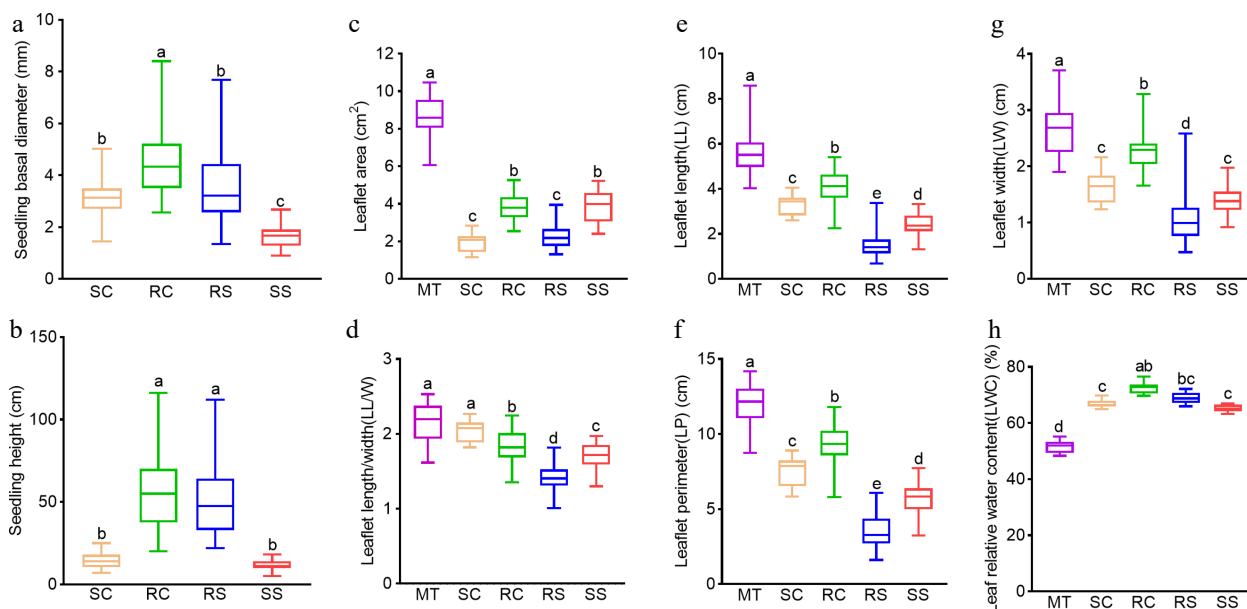 a
Seedling basal diameter (mm)
10
8
6
4
2
0
b
a
b
c
SC RC RS SS
b
Seedling height (cm)
150
100
50
0
b
a
a
b
SC RC RS SS
c
Leaflet area (cm²)
12
10
8
6
4
2
0
a
c
b
c
b
MT SC RC RS SS
d
Leaflet length/width(LL/W)
3
2
1
0
a
a
b
d
c
MT SC RC RS SS
e
Leaflet length(LL) (cm)
10
8
6
4
2
0
a
c
b
e
d
MT SC RC RS SS
f
Leaflet perimeter(LP) (cm)
15
10
5
0
a
c
b
e
d
MT SC RC RS SS
g
Leaflet width(LW) (cm)
4
3
2
1
0
a
c
b
d
c
MT SC RC RS SS
h
Leaf relative water content(LWC) (%)
80
60
40
20
0
d
c
ab
bc
c
MT SC RC RS SS